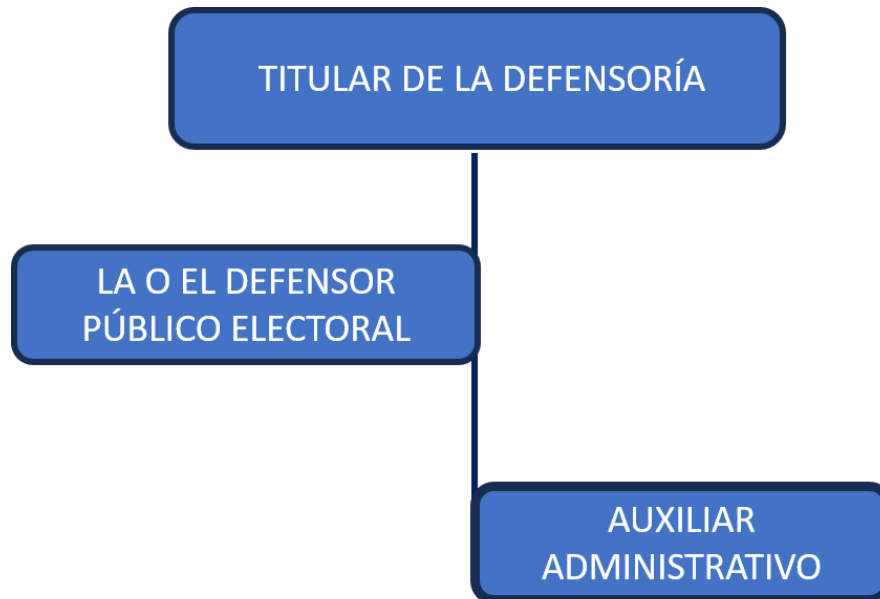 TITULAR DE LA DEFENSORÍA
LA O EL DEFENSOR
PÚBLICO ELECTORAL
AUXILIAR
ADMINISTRATIVO